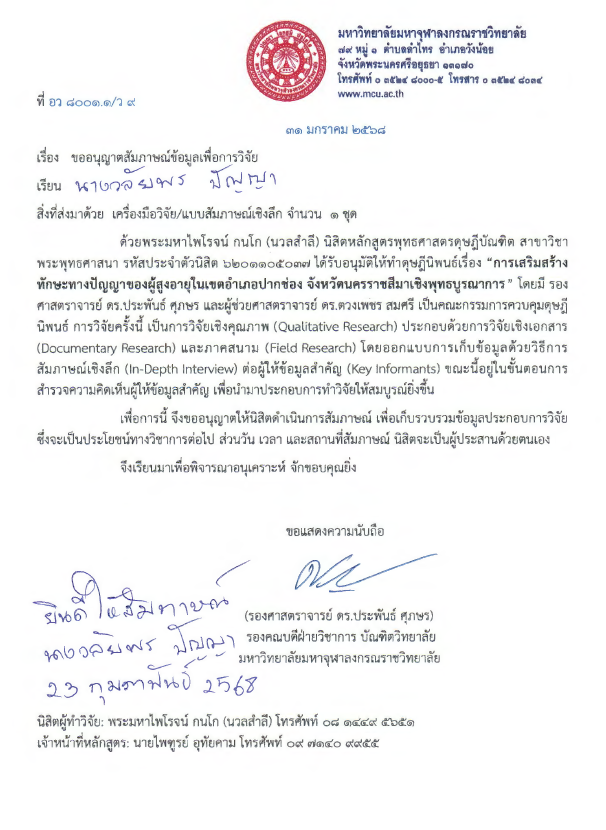 มหาวิทยาลัยมหาจุฬาลงกรณราชวิทยาลัย
๗๙ หมู่ ๑ ตำบลลำไทร อำเภอวังน้อย
จังหวัดพระนครศรีอยุธยา ๑๓๑๗๐
โทรศัพท์ ๐ ๓๕๒๔ ๘๐๐๐-๕ โทรสาร ๐ ๓๕๒๔ ๘๐๓๔
www.mcu.ac.th
ที่ อว ๘๐๐๑.๑/ว ๙
๓๑ มกราคม ๒๕๖๘
เรื่อง ขออนุญาตสัมภาษณ์ข้อมูลเพื่อการวิจัย
เรียน นางวลัยพร ปัญญา
สิ่งที่ส่งมาด้วย เครื่องมือวิจัย/แบบสัมภาษณ์เชิงลึก จำนวน ๑ ชุด
ด้วยพระมหาไพโรจน์ กนโก (นวลสำลี) นิสิตหลักสูตรพุทธศาสตรดุษฎีบัณฑิต สาขาวิชา
พระพุทธศาสนา รหัสประจำตัวนิสิต ๖๒๐๑๑๐๕๐๓๗ ได้รับอนุมัติให้ทำดุษฎีนิพนธ์เรื่อง "การเสริมสร้าง
ทักษะทางปัญญาของผู้สูงอายุในเขตอำเภอปากช่อง จังหวัดนครราชสีมาเชิงพุทธบูรณาการ" โดยมี รอง
ศาสตราจารย์ ดร.ประพันธ์ ศุภษร และผู้ช่วยศาสตราจารย์ ดร.ดวงเพชร สมศรี เป็นคณะกรรมการควบคุมดุษฎี
นิพนธ์ การวิจัยครั้งนี้ เป็นการวิจัยเชิงคุณภาพ (Qualitative Research) ประกอบด้วยการวิจัยเชิงเอกสาร
(Documentary Research) และภาคสนาม (Field Research) โดยออกแบบการเก็บข้อมูลด้วยวิธีการ
สัมภาษณ์เชิงลึก (In-Depth Interview) ต่อผู้ให้ข้อมูลสำคัญ (Key Informants) ขณะนี้อยู่ในขั้นตอนการ
สำรวจความคิดเห็นผู้ให้ข้อมูลสำคัญ เพื่อนำมาประกอบการทำวิจัยให้สมบูรณ์ยิ่งขึ้น
เพื่อการนี้ จึงขออนุญาตให้นิสิตดำเนินการสัมภาษณ์ เพื่อเก็บรวบรวมข้อมูลประกอบการวิจัย
ซึ่งจะเป็นประโยชน์ทางวิชาการต่อไป ส่วนวัน เวลา และสถานที่สัมภาษณ์ นิสิตจะเป็นผู้ประสานด้วยตนเอง
จึงเรียนมาเพื่อพิจารณาอนุเคราะห์ จักขอบคุณยิ่ง
ขอแสดงความนับถือ
(รองศาสตราจารย์ ดร.ประพันธ์ ศุภษร)
รองคณบดีฝ่ายวิชาการ บัณฑิตวิทยาลัย
มหาวิทยาลัยมหาจุฬาลงกรณราชวิทยาลัย
ยินดีให้สัมภาษณ์
นางวลัยพร ปัญญา
23 กุมภาพันธ์ 2568
นิสิตผู้ทำวิจัย: พระมหาไพโรจน์ กนโก (นวลสำลี) โทรศัพท์ ๐๘ ๑๔๔๙ ๕๖๕๑
เจ้าหน้าที่หลักสูตร: นายไพฑูรย์ อุทัยคาม โทรศัพท์ ๐๙ ๗๑๔๐ ๙๙๕๕